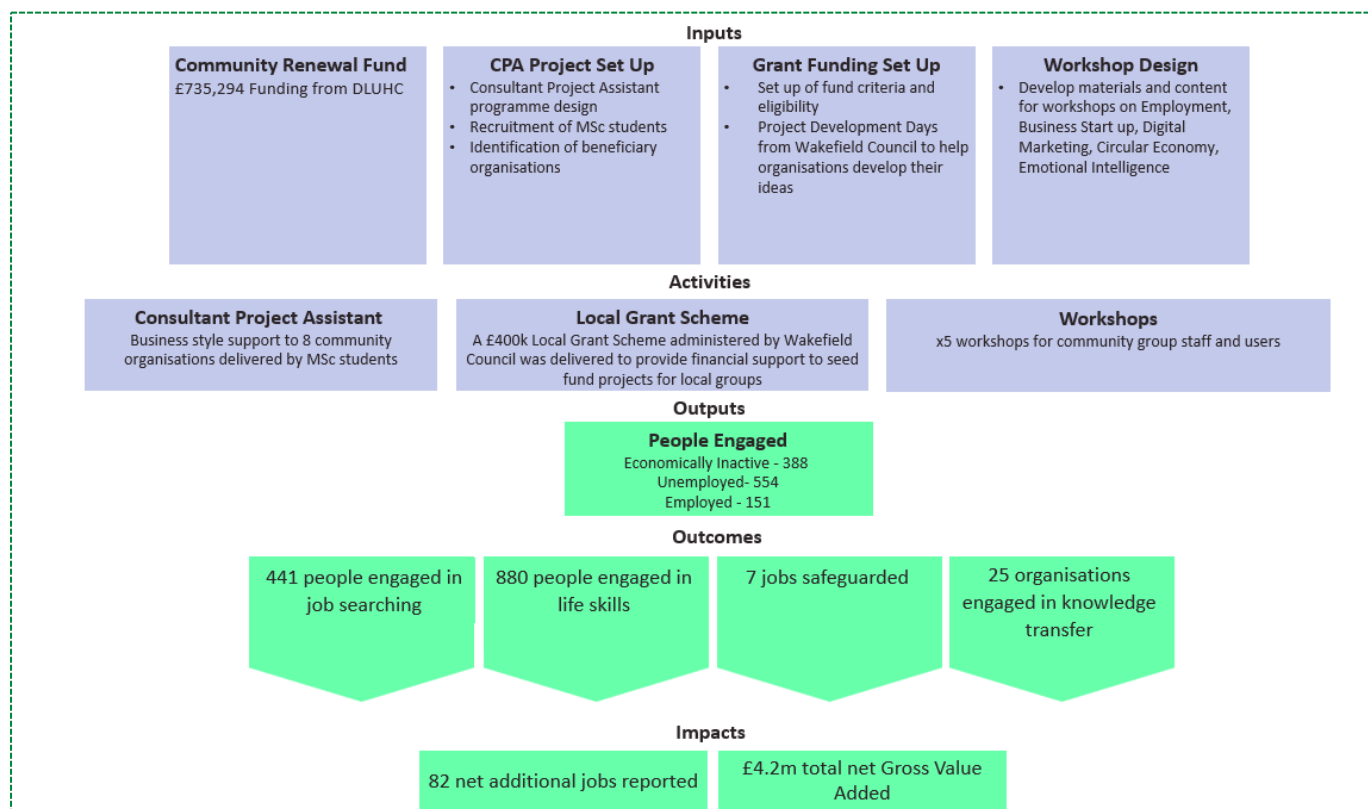 Inputs
Community Renewal Fund
£735,294 Funding from DLUHC
CPA Project Set Up
• Consultant Project Assistant
programme design
• Recruitment of MSc students
• Identification of beneficiary
organisations
Grant Funding Set Up
• Set up of fund criteria and
eligibility
• Project Development Days
from Wakefield Council to help
organisations develop their
ideas
Workshop Design
• Develop materials and content
for workshops on Employment,
Business Start up, Digital
Marketing, Circular Economy,
Emotional Intelligence
Activities
Consultant Project Assistant
Business style support to 8 community
organisations delivered by MSc students
Local Grant Scheme
A £400k Local Grant Scheme administered by Wakefield
Council was delivered to provide financial support to seed
fund projects for local groups
Workshops
x5 workshops for community group staff and users
Outputs
People Engaged
Economically Inactive - 388
Unemployed- 554
Employed - 151
Outcomes
441 people engaged in
job searching
880 people engaged in
life skills
7 jobs safeguarded
25 organisations
engaged in knowledge
transfer
Impacts
82 net additional jobs reported
£4.2m total net Gross Value
Added